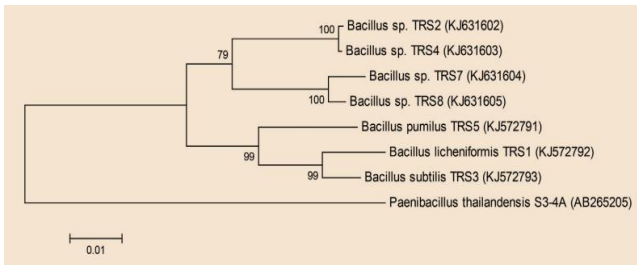 100
Bacillus sp. TRS2 (KJ631602)
79
Bacillus sp. TRS4 (KJ631603)
Bacillus sp. TRS7 (KJ631604)
100
Bacillus sp. TRS8 (KJ631605)
Bacillus pumilus TRS5 (KJ572791)
99
Bacillus licheniformis TRS1 (KJ572792)
99
Bacillus subtilis TRS3 (KJ572793)
Paenibacillus thailandensis S3-4A (AB265205)
0.01